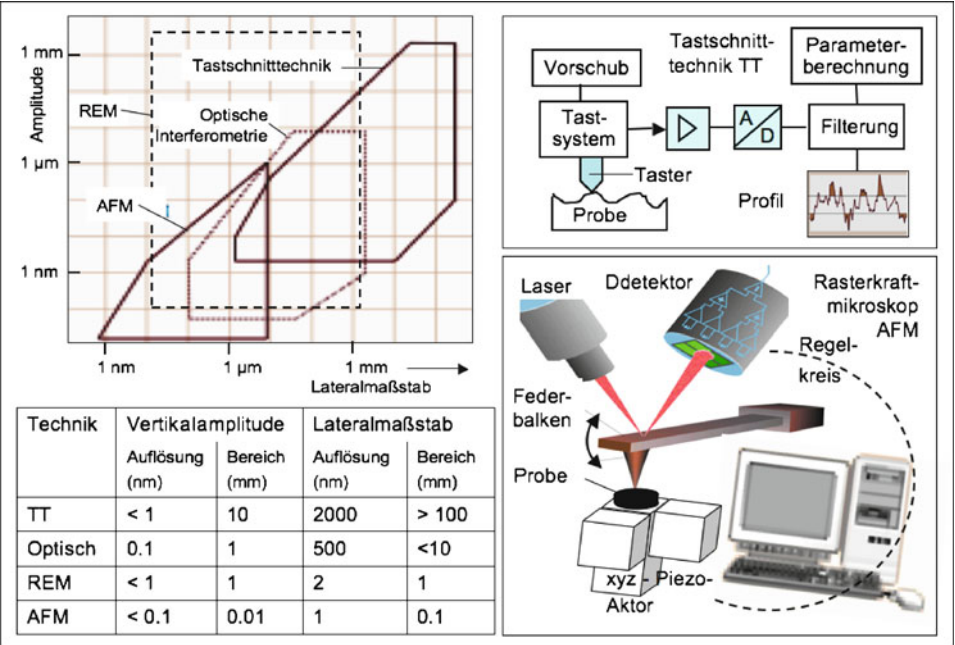 1 mm
1 µm
1 nm
Amplitude
REM
Tastschnitttechnik
Optische
Interferometrie
AFM
1 nm
1 µm
1 mm
Lateralmaßstab
Technik
Vertikalamplitude
Lateralmaßstab
Auflösung
(nm)
Bereich
(mm)
Auflösung
(nm)
Bereich
(mm)
TT < 1 10 2000 > 100
Optisch 0.1 1 500 <10
REM < 1 1 2 1
AFM < 0.1 0.01 1 0.1
Vorschub
Tastschnitt-
technik TT
Parameter-
berechnung
Tast-
system
A
D
Filterung
Taster
Probe
Profil
Laser
Ddetektor
Rasterkraft-
mikroskop
AFM
Regel-
kreis
Feder-
balken
Probe
xyz - Piezo-
Aktor